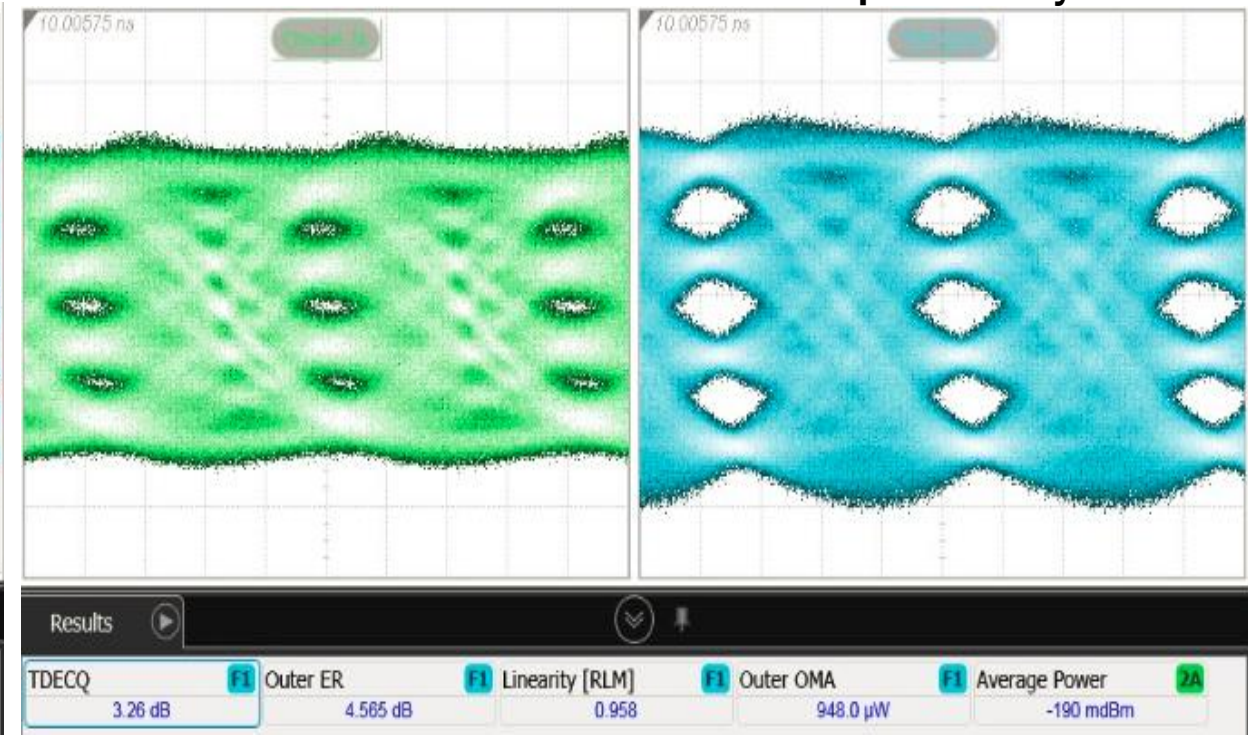 10.00575 ns
10.00575 ns
Results
TDECQ F1 Outer ER F1 Linearity [RLM] F1 Outer OMA F1 Average Power 2A
3.26 dB 4.565 dB 0.958 948.0 µW -190 mdBm